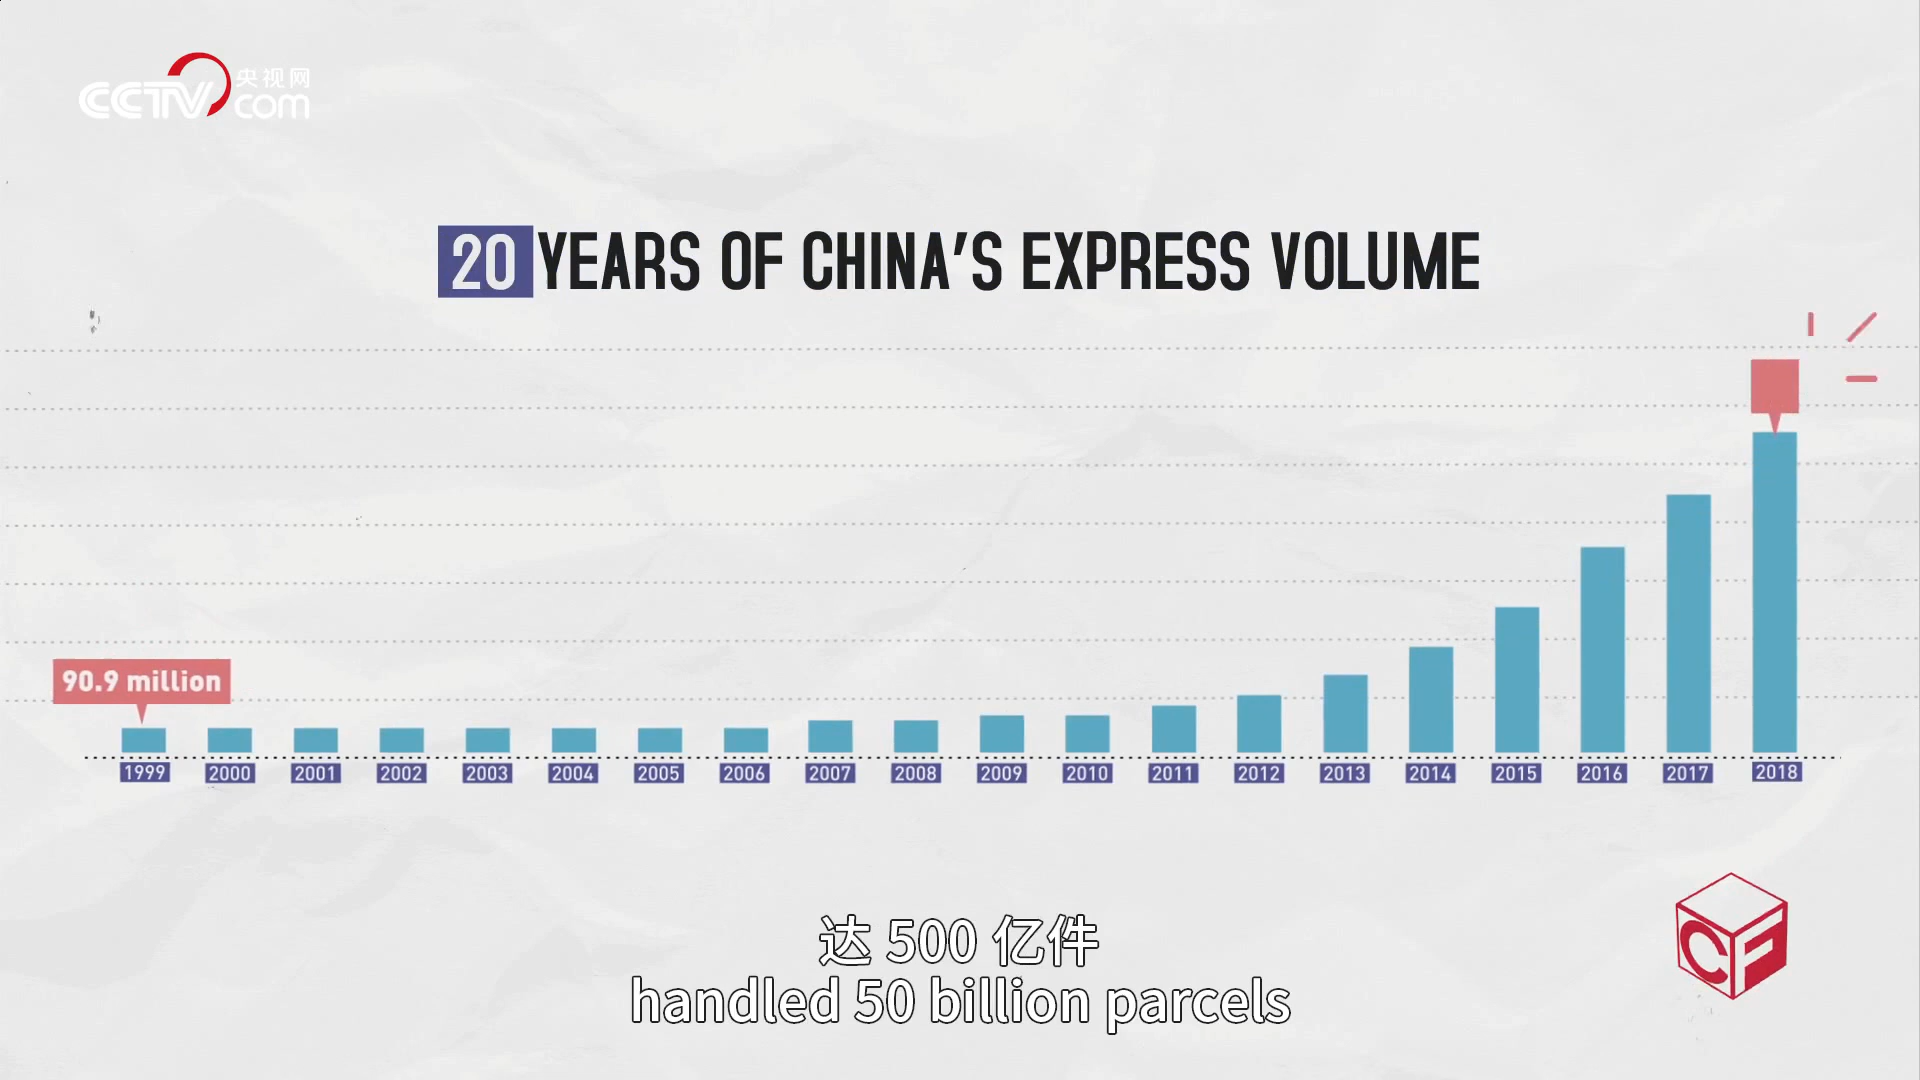 央视网
CCTV com
20 YEARS OF CHINA'S EXPRESS VOLUME
90.9 million
1999 2000 2001 2002 2003 2004 2005 2006 2007 2008 2009 2010 2011 2012 2013 2014 2015 2016 2017 2018
CF
达 500 亿件
handled 50 billion parcels